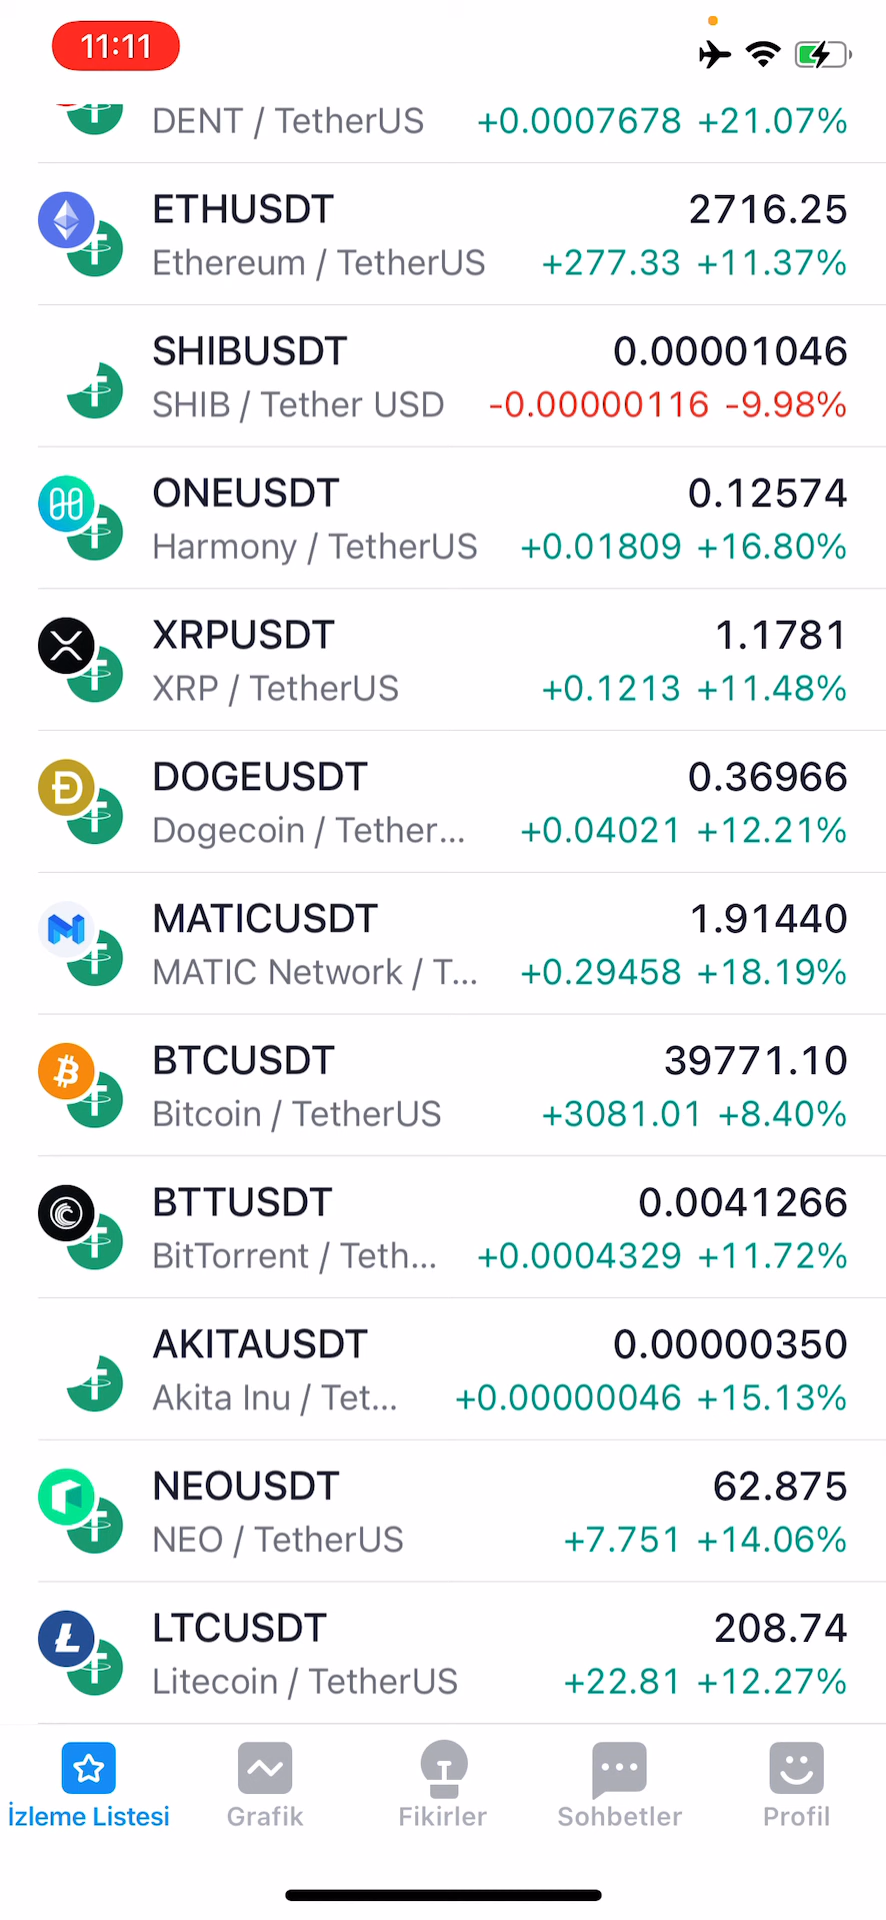 11:11
DENT / TetherUS +0.0007678 +21.07%
ETHUSDT 2716.25
Ethereum / TetherUS +277.33 +11.37%
SHIBUSDT 0.00001046
SHIB / Tether USD -0.00000116 -9.98%
ONEUSDT 0.12574
Harmony / TetherUS +0.01809 +16.80%
XRPUSDT 1.1781
XRP / TetherUS +0.1213 +11.48%
DOGEUSDT 0.36966
Dogecoin / Tether... +0.04021 +12.21%
MATICUSDT 1.91440
MATIC Network / T... +0.29458 +18.19%
BTCUSDT 39771.10
Bitcoin / TetherUS +3081.01 +8.40%
BTTUSDT 0.0041266
BitTorrent / Teth... +0.0004329 +11.72%
AKITAUSDT 0.00000350
Akita Inu / Tet... +0.00000046 +15.13%
NEOUSDT 62.875
NEO / TetherUS +7.751 +14.06%
LTCUSDT 208.74
Litecoin / TetherUS +22.81 +12.27%
İzleme Listesi Grafik Fikirler Sohbetler Profil